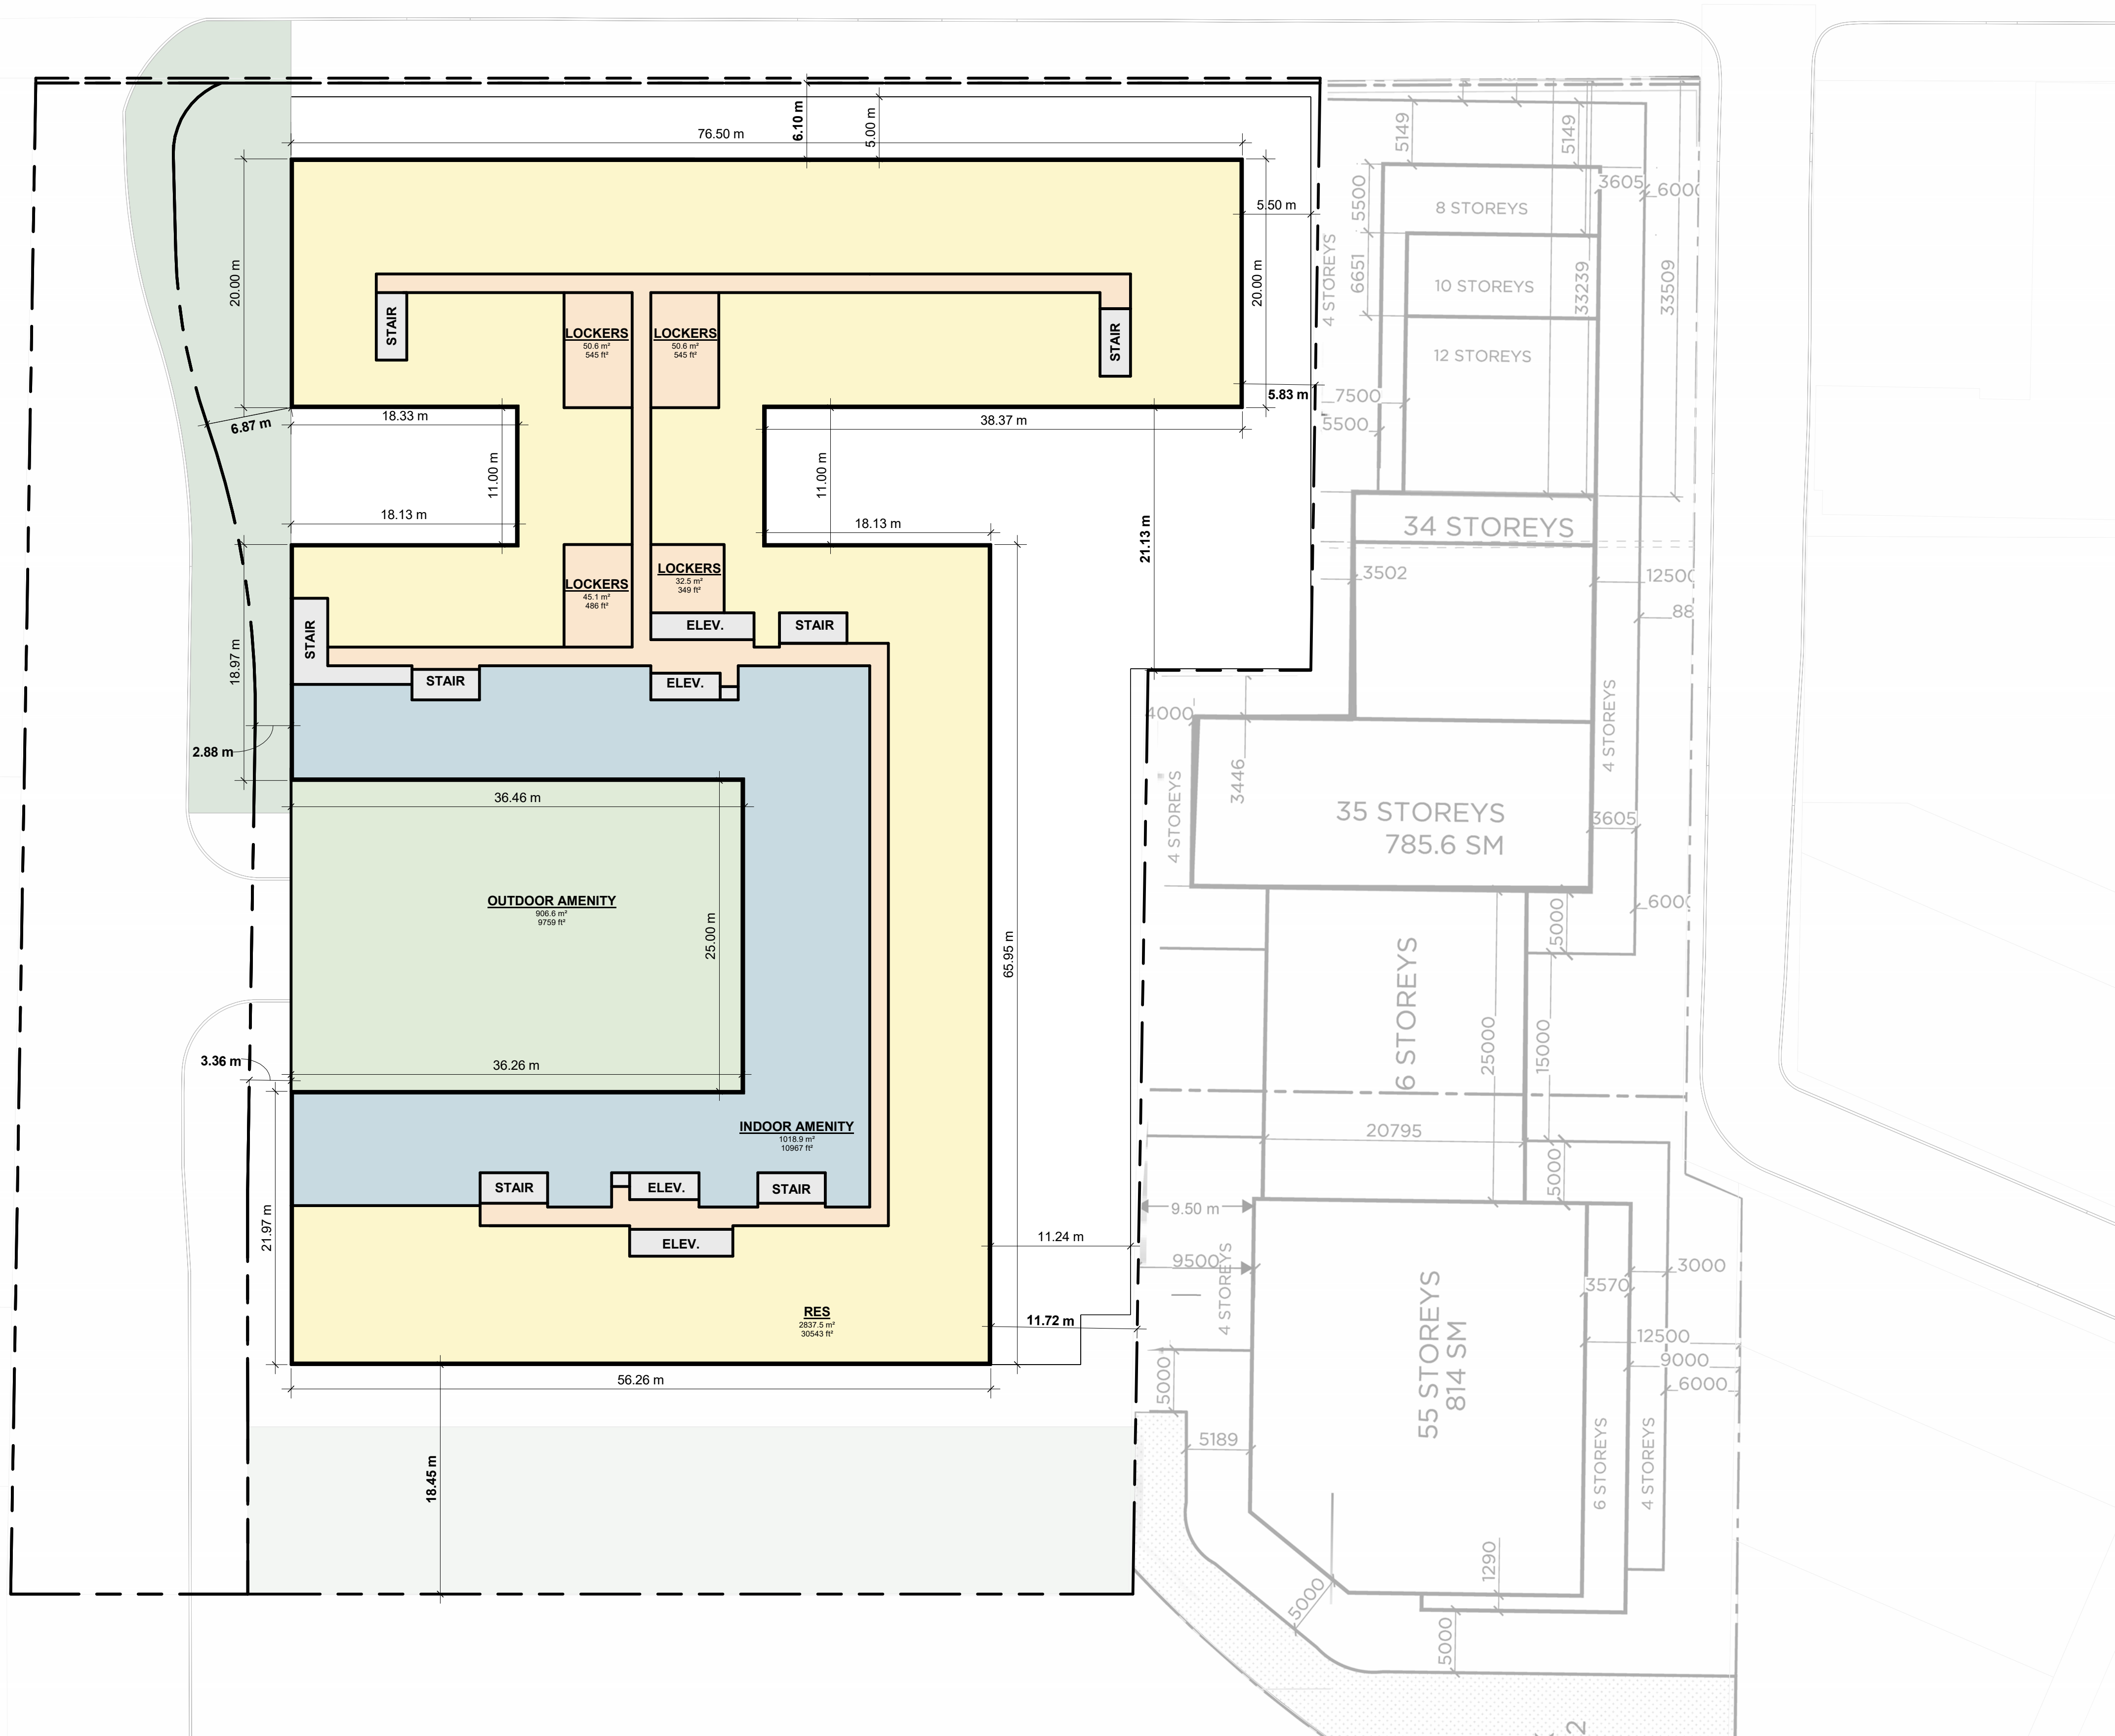 6.10 m
5.00 m
76.50 m
5149
5149
3605
5500
8 STOREYS
5.50 m
4 STOREYS
20.00 m
20.00 m
6651
10 STOREYS
33239
33509
STAIR
LOCKERS
50.6 m²
545 ft²
LOCKERS
50.6 m²
545 ft²
STAIR
12 STOREYS
5.83 m
7500
6.87 m
18.33 m
38.37 m
5500
11.00 m
11.00 m
18.13 m
18.13 m
21.13 m
34 STOREYS
3502
LOCKERS
45.1 m²
486 ft²
LOCKERS
32.5 m²
349 ft²
ELEV.
STAIR
STAIR
18.97 m
STAIR
ELEV.
4000
4 STOREYS
2.88 m
3446
36.46 m
4 STOREYS
35 STOREYS
785.6 SM
3605
OUTDOOR AMENITY
906.6 m²
9759 ft²
25.00 m
65.95 m
5000
6 STOREYS
25000
15000
3.36 m
36.26 m
INDOOR AMENITY
1018.9 m²
10967 ft²
20795
5000
STAIR
ELEV.
STAIR
9.50 m
21.97 m
ELEV.
11.24 m
9500
4 STOREYS
3000
3570
RES
2837.5 m²
30543 ft²
11.72 m
12500
55 STOREYS
814 SM
9000
56.26 m
5000
6000
18.45 m
5189
6 STOREYS
4 STOREYS
1290
5000
5000
2